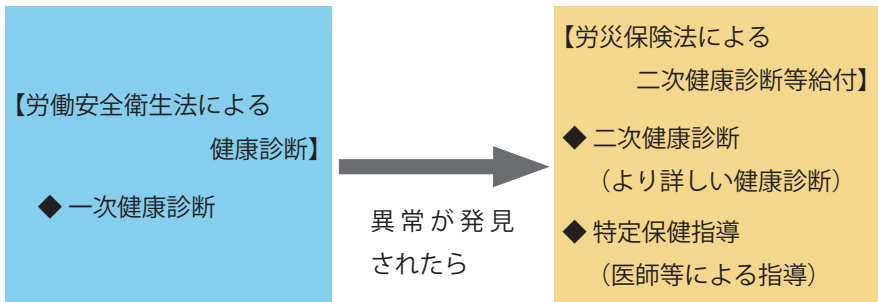 【労働安全衛生法による
健康診断】
◆ 一次健康診断
異常が発見
されたら
【労災保険法による
二次健康診断等給付】
◆ 二次健康診断
(より詳しい健康診断)
◆ 特定保健指導
(医師等による指導)